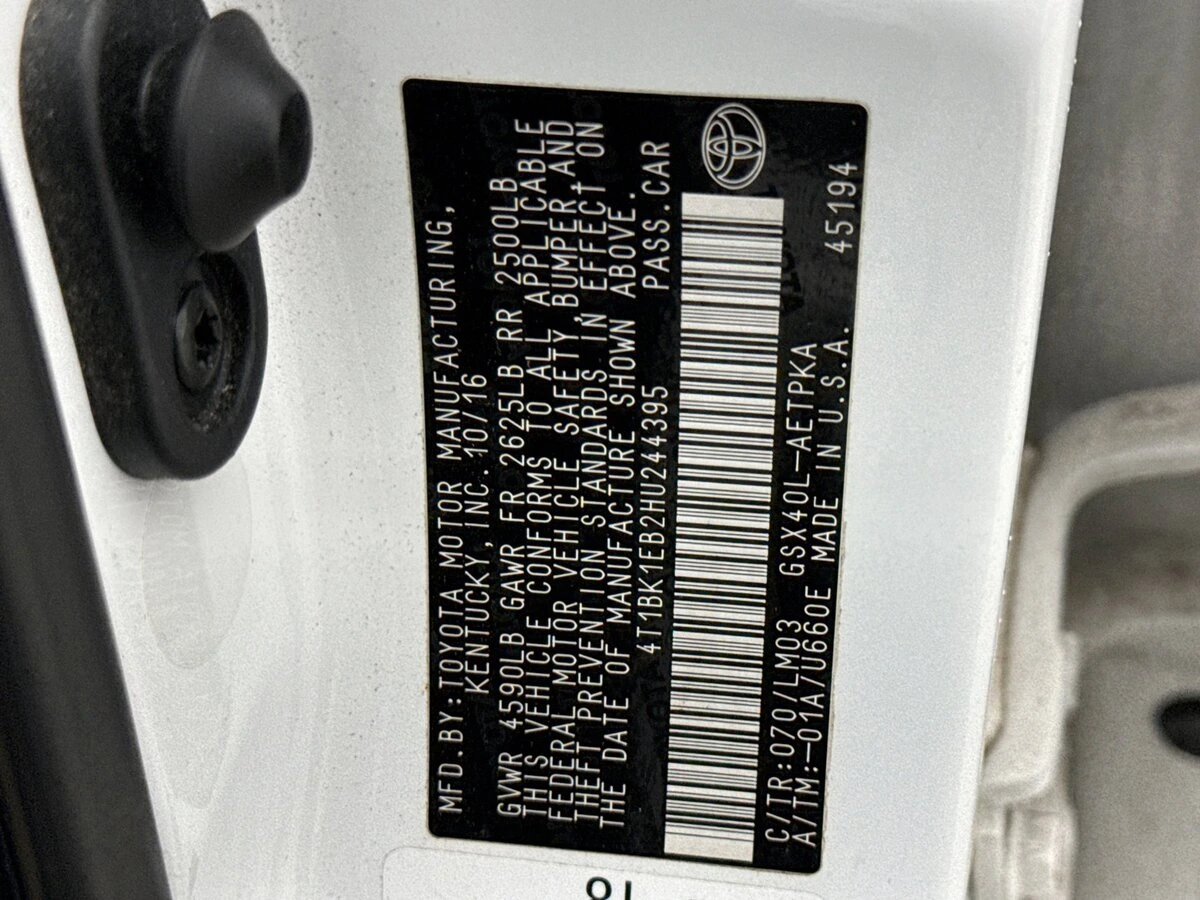 MFD.BY:TOYOTA MOTOR MANUFACTURING,
KENTUCKY,INC. 10/16
GVWR 4590LB GAWR FR 2625LB RR 2500LB
THIS VEHICLE CONFORMS TO ALL APPLICABLE
FEDERAL MOTOR VEHICLE SAFETY,BUMPER,AND
THEFT PREVENTION STANDARDS IN EFFECT ON
THE DATE OF MANUFACTURE SHOWN ABOVE.
4T1BK1EB2HU244395 PASS.CAR
C/TR:070/LM03 GSX40L-AETPKA
A/TM:-01A/U660E MADE IN U.S.A. 45194